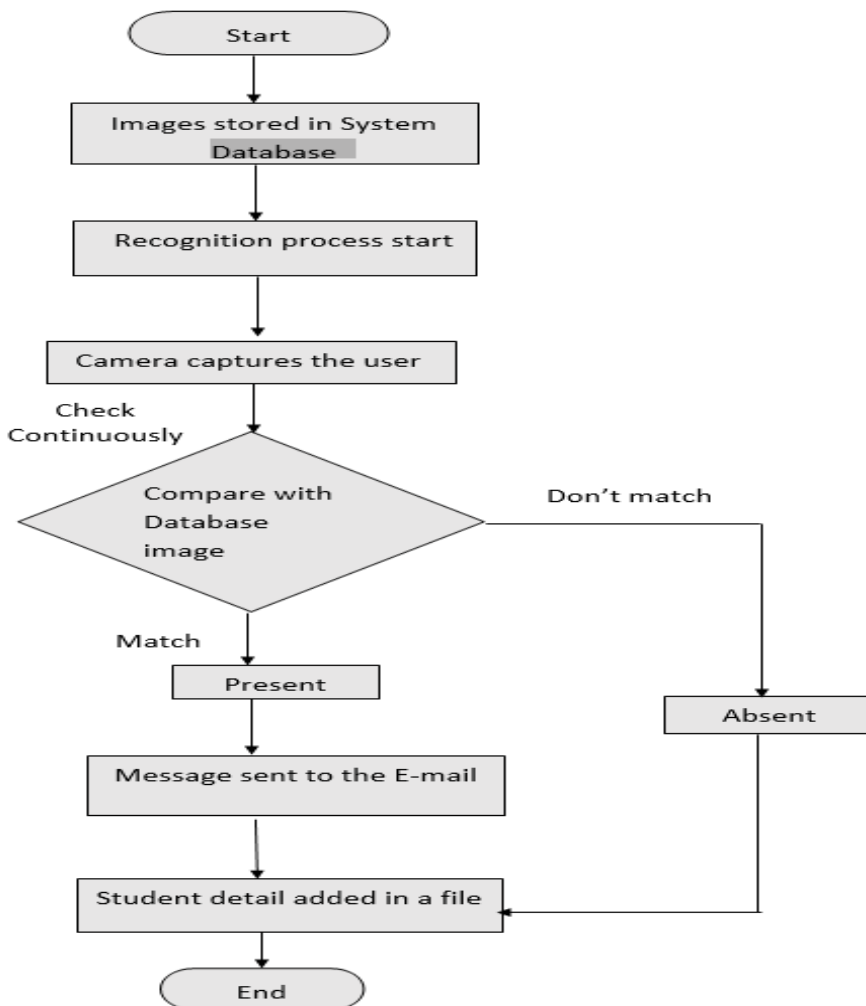 Start
Images stored in System
Database
Recognition process start
Camera captures the user
Check
Continuously
Compare with
Database
image
Don’t match
Match
Present
Absent
Message sent to the E-mail
Student detail added in a file
End